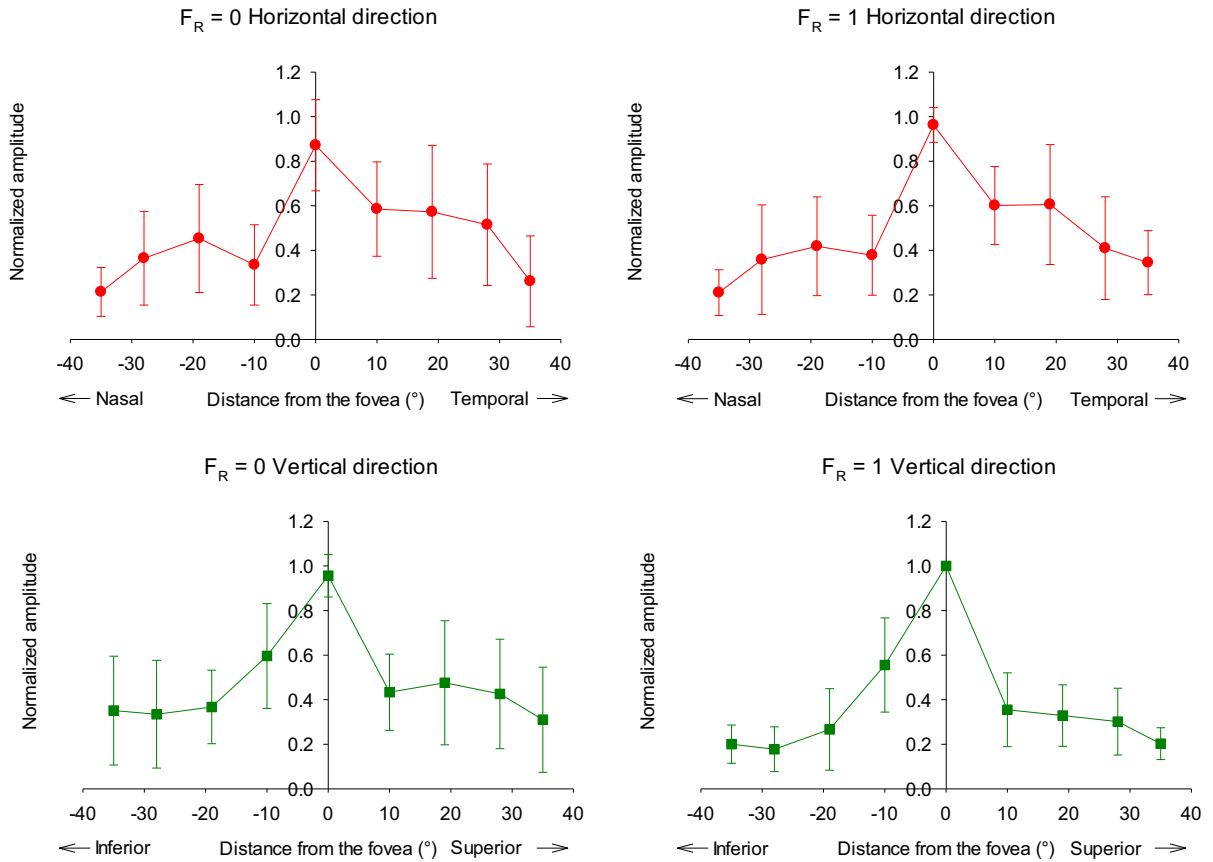 F_R = 0 Horizontal direction
Normalized amplitude
1.2
1.0
0.8
0.6
0.4
0.2
0.0
-40 -30 -20 -10 0 10 20 30 40
← Nasal Distance from the fovea (°) Temporal →
F_R = 1 Horizontal direction
Normalized amplitude
1.2
1.0
0.8
0.6
0.4
0.2
0.0
-40 -30 -20 -10 0 10 20 30 40
← Nasal Distance from the fovea (°) Temporal →
F_R = 0 Vertical direction
Normalized amplitude
1.2
1.0
0.8
0.6
0.4
0.2
0.0
-40 -30 -20 -10 0 10 20 30 40
← Inferior Distance from the fovea (°) Superior →
F_R = 1 Vertical direction
Normalized amplitude
1.2
1.0
0.8
0.6
0.4
0.2
0.0
-40 -30 -20 -10 0 10 20 30 40
← Inferior Distance from the fovea (°) Superior →